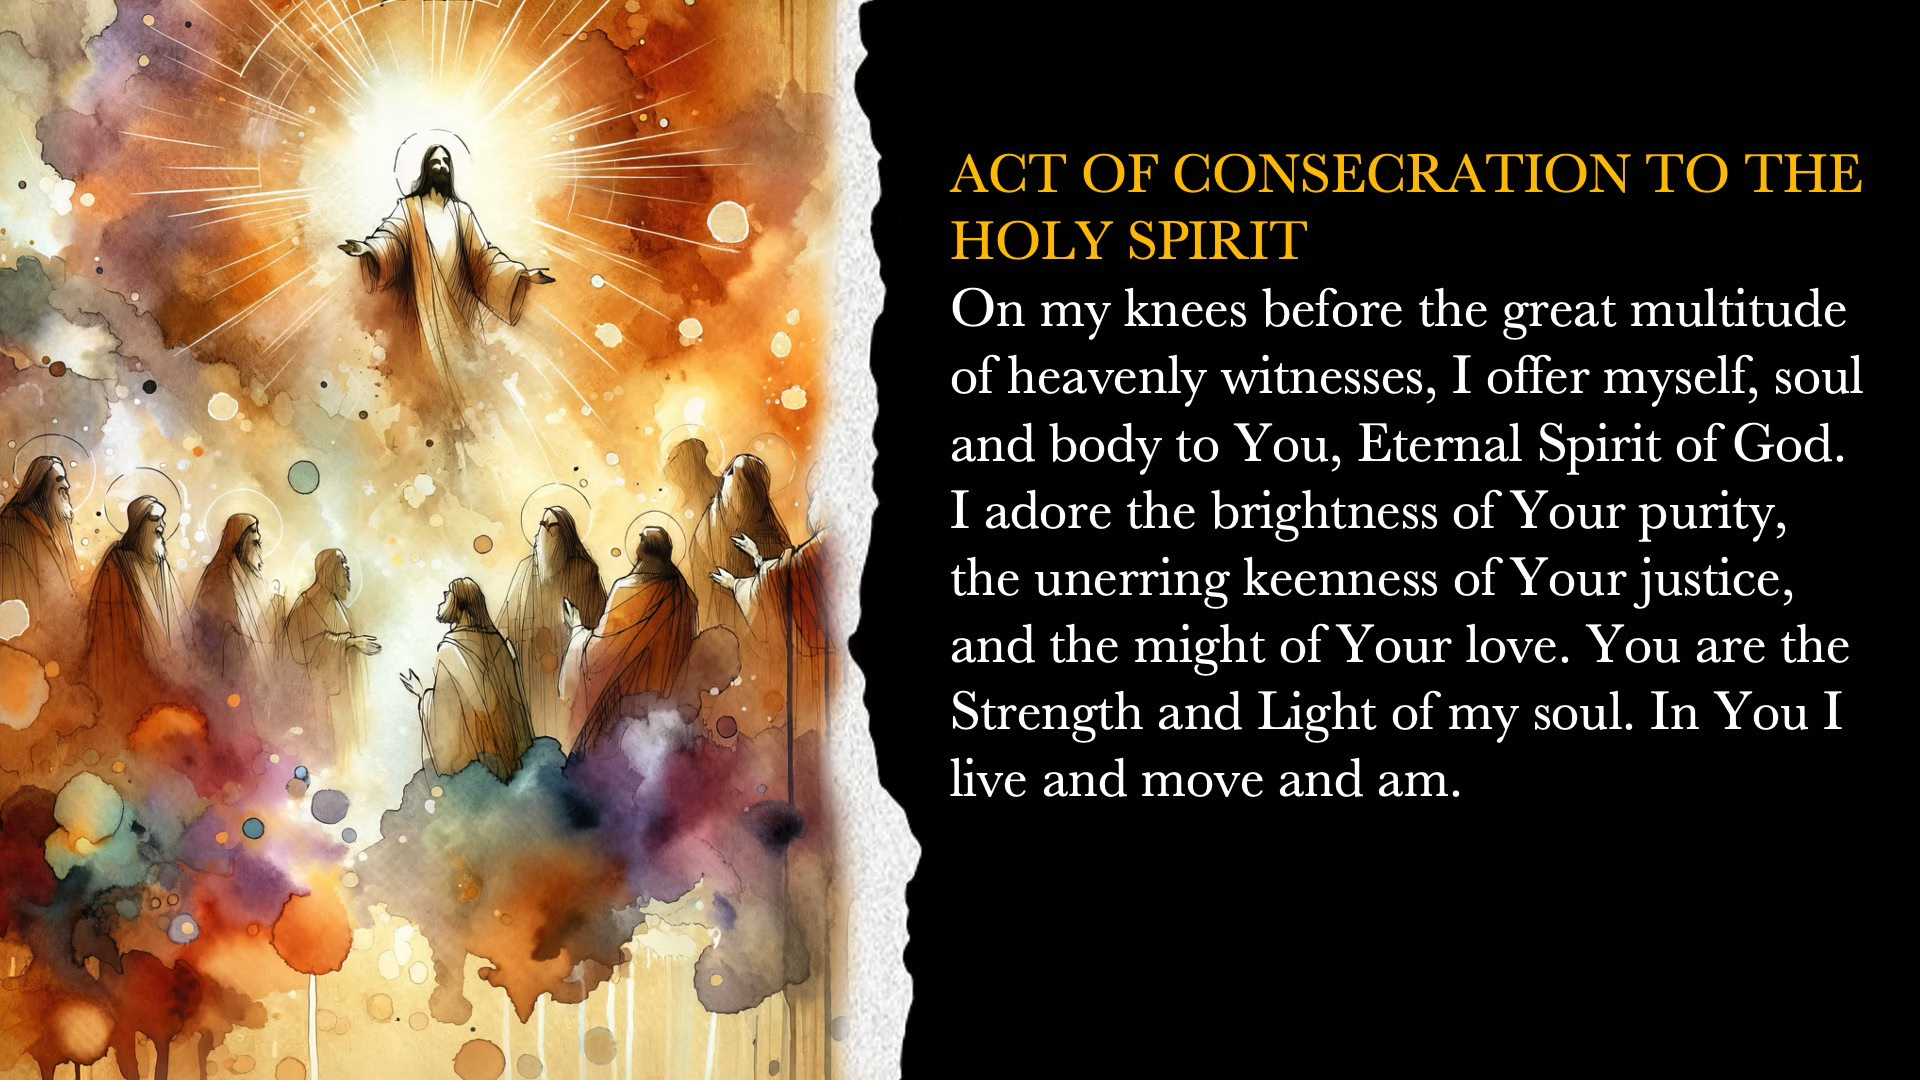 ACT OF CONSECRATION TO THE
HOLY SPIRIT
On my knees before the great multitude
of heavenly witnesses, I offer myself, soul
and body to You, Eternal Spirit of God.
I adore the brightness of Your purity,
the unerring keenness of Your justice,
and the might of Your love. You are the
Strength and Light of my soul. In You I
live and move and am.